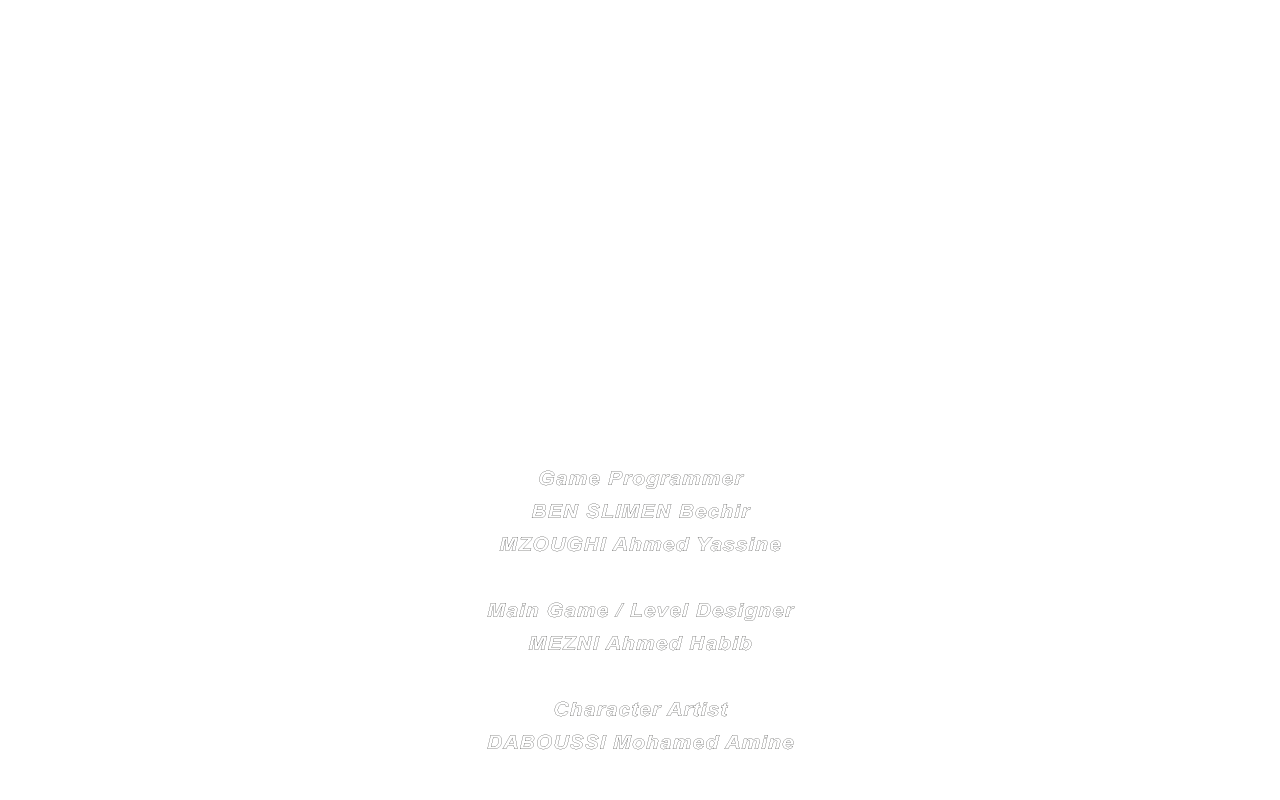 Game Programmer
BEN SLIMEN Bechir
MZOUGHI Ahmed Yassine
Main Game / Level Designer
MEZNI Ahmed Habib
Character Artist
DABOUSSI Mohamed Amine